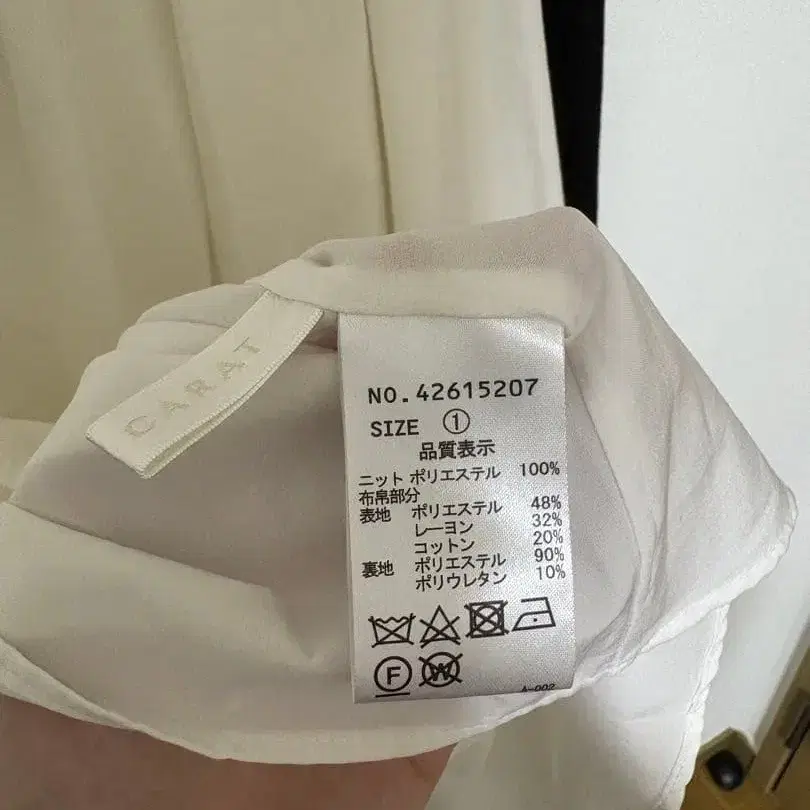 CARAT
NO.42615207
SIZE ①
品質表示
ニット ポリエステル 100%
布帛部分
表地 ポリエステル 48%
レーヨン 32%
コットン 20%
裏地 ポリエステル 90%
ポリウレタン 10%
F W
A-002